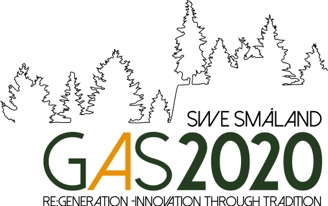 SWE SMÅLAND
GAS2020
RE:GENERATION -INNOVATION THROUGH TRADITION